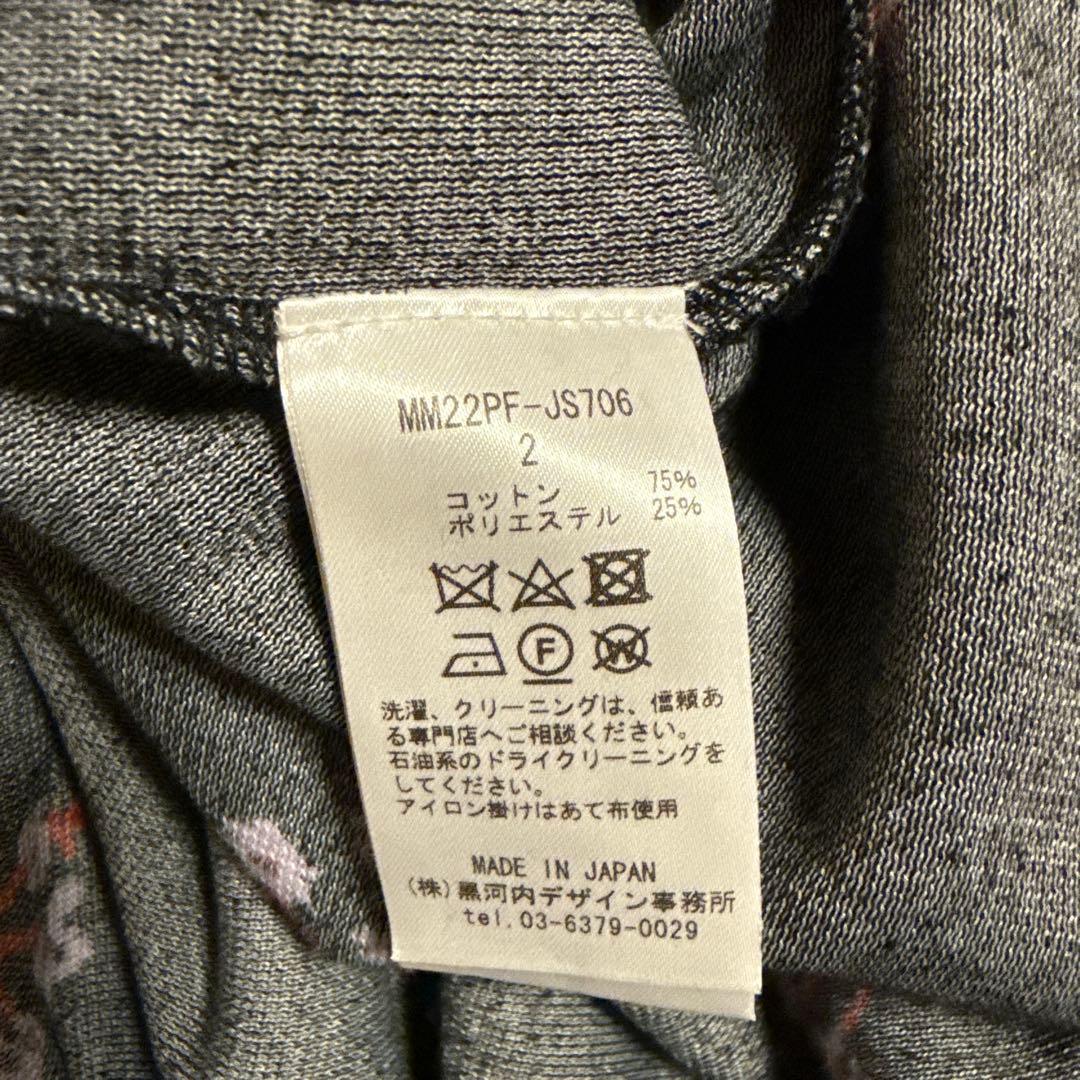 MM22PF-JS706
2
コットン 75%
ポリエステル 25%
F W
洗濯、クリーニングは、信頼あ
る専門店へご相談ください。
石油系のドライクリーニングを
してください。
アイロン掛けはあて布使用
MADE IN JAPAN
(株)黒河内デザイン事務所
tel.03-6379-0029